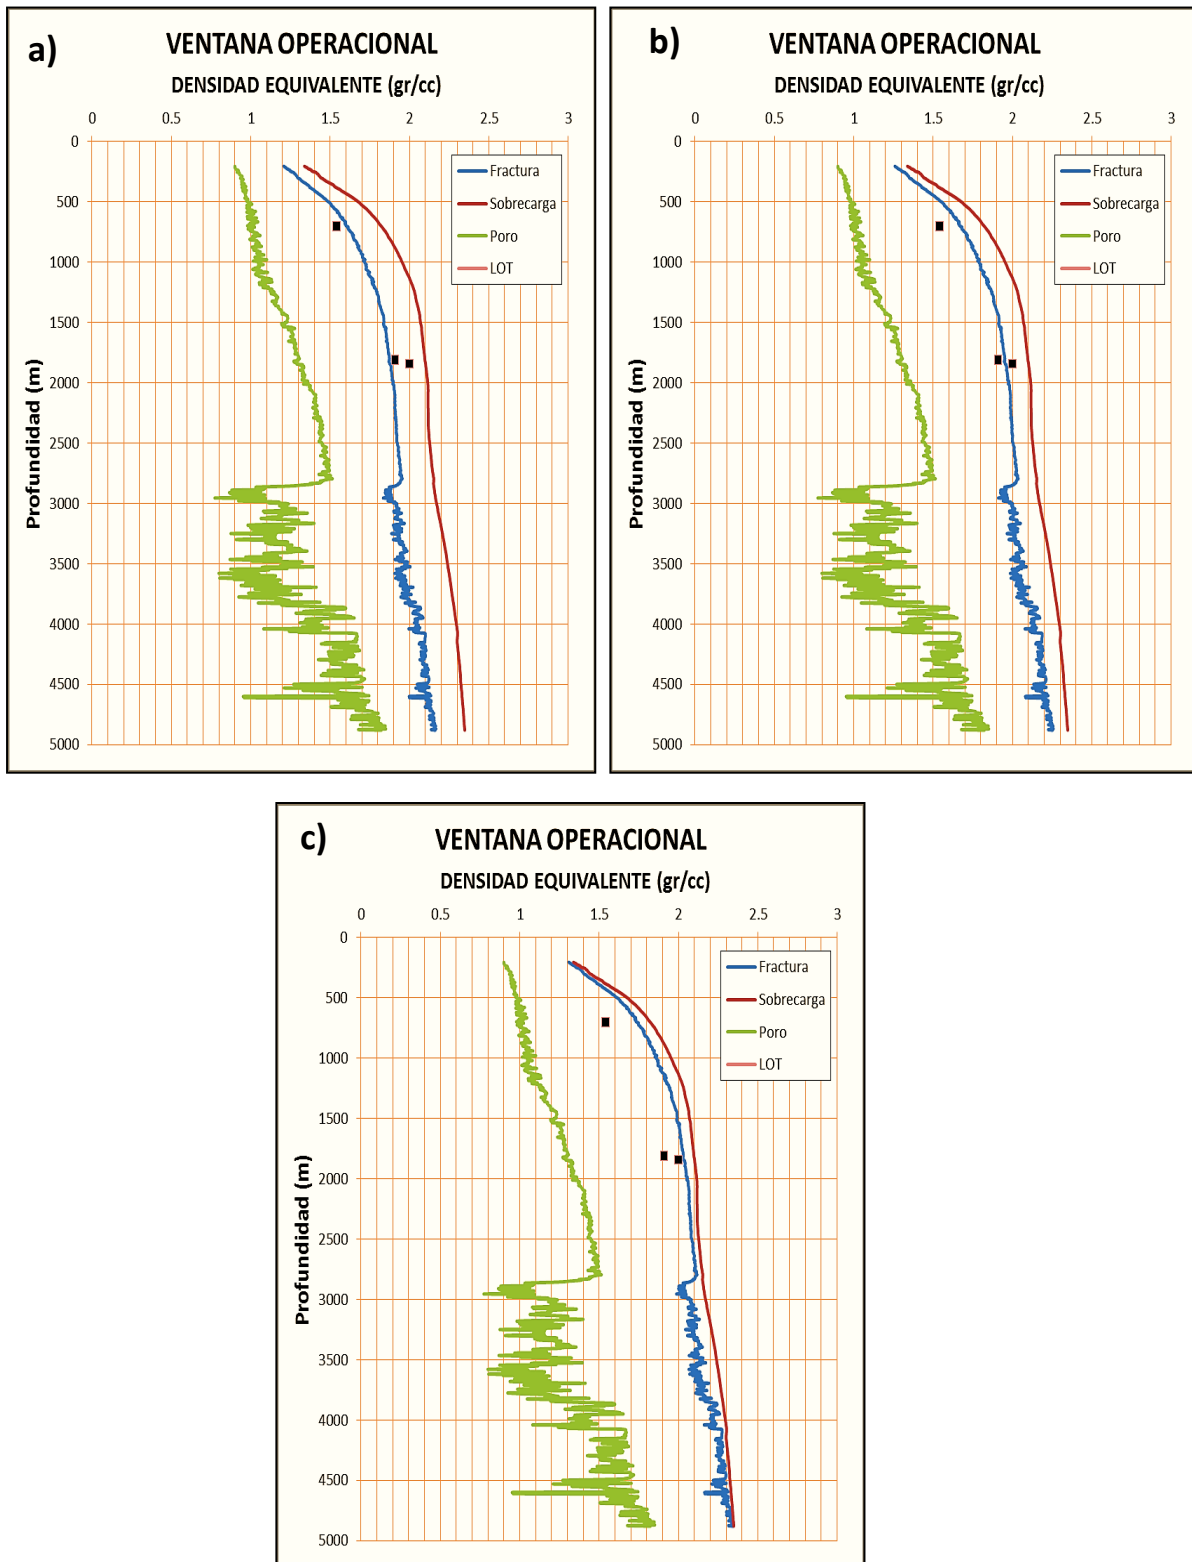 a)
VENTANA OPERACIONAL
DENSIDAD EQUIVALENTE (gr/cc)
0 0.5 1 1.5 2 2.5 3
0
500
1000
1500
2000
2500
3000
3500
4000
4500
5000
Profundidad (m)
Fractura
Sobrecarga
Poro
LOT
b)
VENTANA OPERACIONAL
DENSIDAD EQUIVALENTE (gr/cc)
0 0.5 1 1.5 2 2.5 3
0
500
1000
1500
2000
2500
3000
3500
4000
4500
5000
Profundidad (m)
Fractura
Sobrecarga
Poro
LOT
c)
VENTANA OPERACIONAL
DENSIDAD EQUIVALENTE (gr/cc)
0 0.5 1 1.5 2 2.5 3
0
500
1000
1500
2000
2500
3000
3500
4000
4500
5000
Profundidad (m)
Fractura
Sobrecarga
Poro
LOT